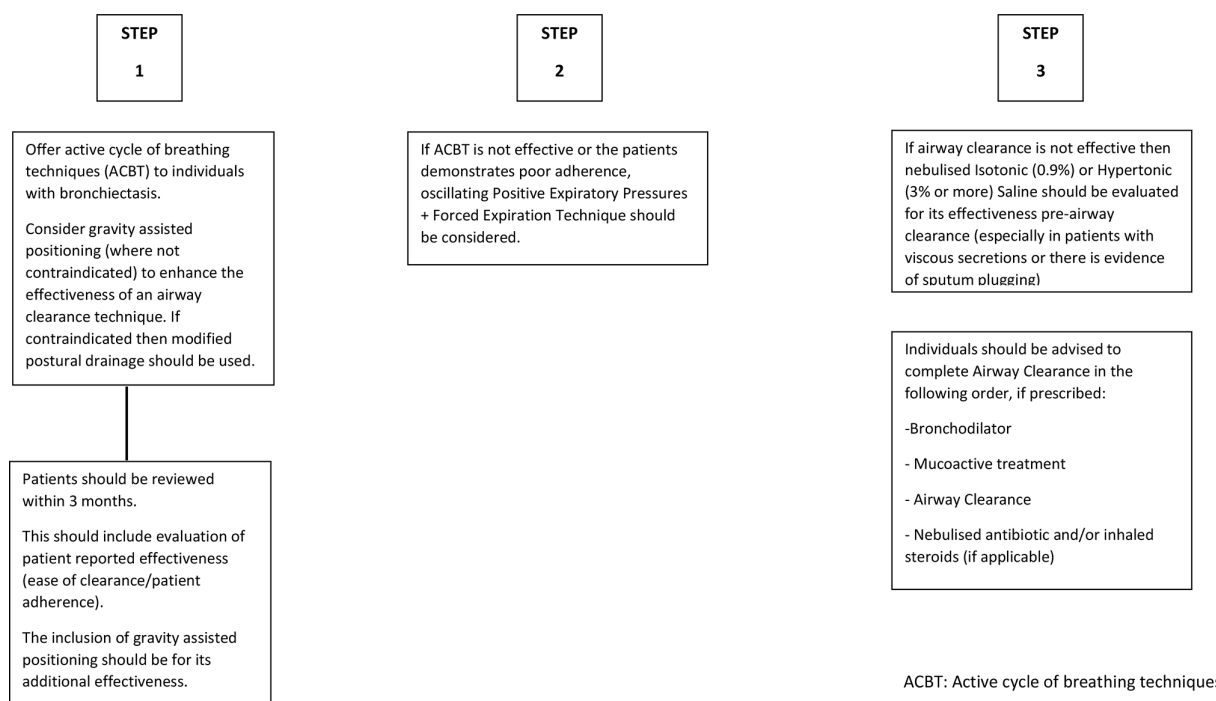 STEP
1
Offer active cycle of breathing
techniques (ACBT) to individuals
with bronchiectasis.
Consider gravity assisted
positioning (where not
contraindicated) to enhance the
effectiveness of an airway
clearance technique. If
contraindicated then modified
postural drainage should be used.
Patients should be reviewed
within 3 months.
This should include evaluation of
patient reported effectiveness
(ease of clearance/patient
adherence).
The inclusion of gravity assisted
positioning should be for its
additional effectiveness.
STEP
2
If ACBT is not effective or the patients
demonstrates poor adherence,
oscillating Positive Expiratory Pressures
+ Forced Expiration Technique should
be considered.
STEP
3
If airway clearance is not effective then
nebulised Isotonic (0.9%) or Hypertonic
(3% or more) Saline should be evaluated
for its effectiveness pre-airway
clearance (especially in patients with
viscous secretions or there is evidence
of sputum plugging)
Individuals should be advised to
complete Airway Clearance in the
following order, if prescribed:
-Bronchodilator
- Mucoactive treatment
- Airway Clearance
- Nebulised antibiotic and/or inhaled
steroids (if applicable)
ACBT: Active cycle of breathing techniques